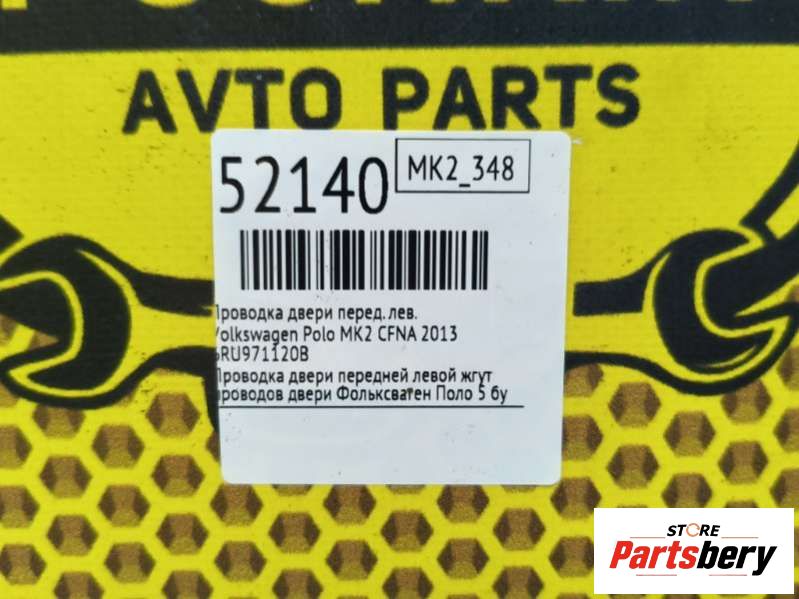 AVTO PARTS
52140
MK2_348
Проводка двери перед. лев.
Volkswagen Polo MK2 CFNA 2013
6RU971120B
Проводка двери передней левой жгут
проводов двери Фольксваген Поло 5 бу
STORE
Partsbery